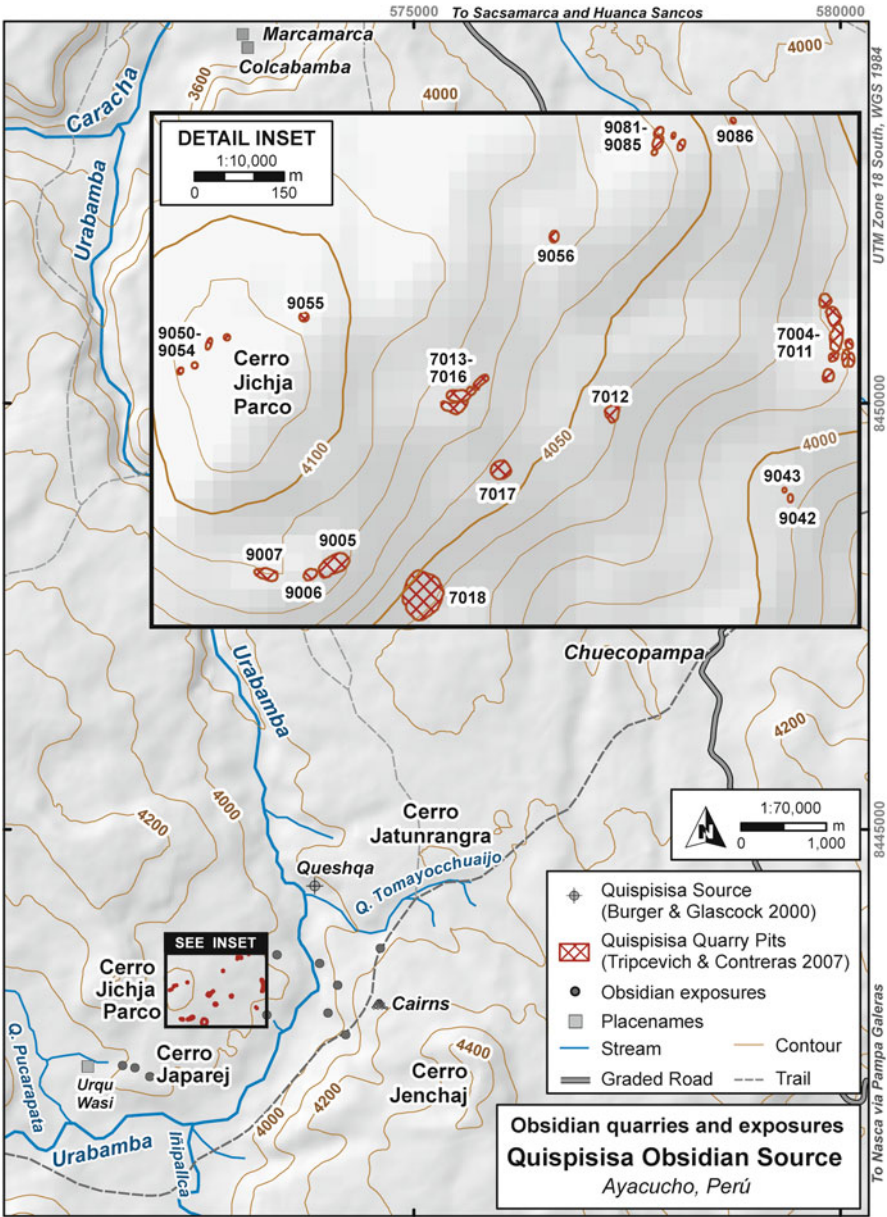 575000
To Sacsamarca and Huanca Sancos
580000
Marcamarca
Colcabamba
3600
4000
4000
Caracha
Urabamba
UTM Zone 18 South, WGS 1984
DETAIL INSET
1:10,000
0 150 m
9081-
9085
9086
9056
9055
9050-
9054
Cerro
Jichja
Parco
7013-
7016
7004-
7011
7012
8450000
4100
4050
4000
7017
9043
9042
9007
9005
9006
7018
Urabamba
Chuecopampa
4200
4000
4200
Cerro
Jatunrangra
1:70,000
N
0 1,000 m
8445000
Queshqa
Q. Tomayocchuaijo
Quispisisa Source
(Burger & Glascock 2000)
SEE INSET
Quispisisa Quarry Pits
(Tripcevich & Contreras 2007)
Cerro
Jichja
Parco
Obsidian exposures
Cairns
Placenames
Stream
Contour
Graded Road
Trail
Q. Pucarapata
Urqu
Wasi
Cerro
Japarej
4400
Cerro
Jenchaj
4200
4000
Urabamba
Iñipallca
Obsidian quarries and exposures
Quispisisa Obsidian Source
Ayacucho, Perú
To Nasca via Pampa Galeras